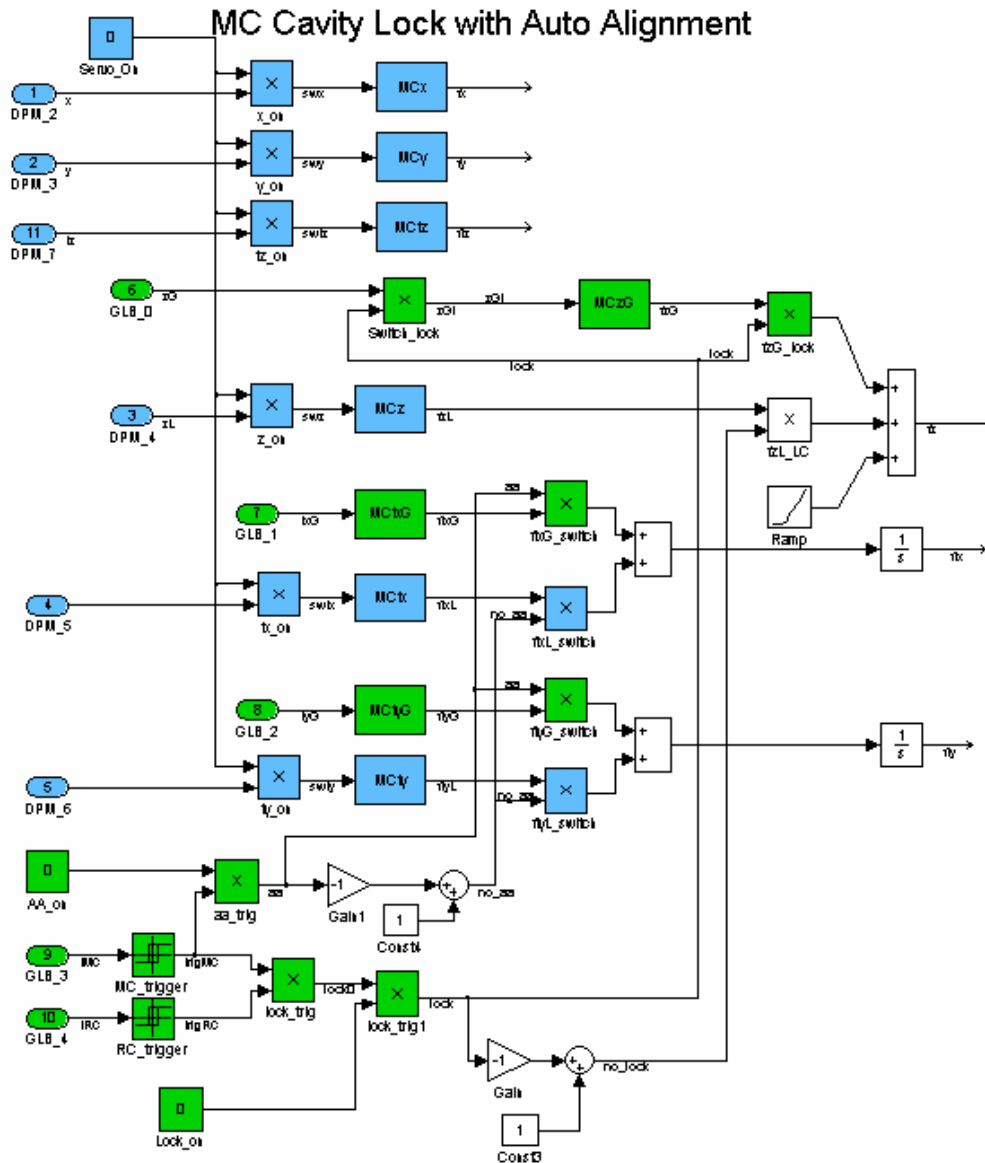 MC Cavity Lock with Auto Alignment
0
Servo_On
1
x
DPM_2
×
swx
x_on
MCx
fx
2
y
DPM_3
×
swy
y_on
MCy
fy
11
tz
DPM_7
×
swtz
tz_on
MCtz
ftz
6
zG
GLB_0
×
zGl
Switch_lock
zGl
MCzG
fzG
×
tzG_lock
lock
lock
3
zL
DPM_4
×
swz
z_on
MCz
fzL
×
fzL_LC
+
+
+
fz
Ramp
7
txG
GLB_1
MCtxG
ftxG
aa
×
ftxG_switch
+
+
1
s
ftx
4
DPM_5
×
swtx
tx_on
MCtx
ftxL
no_aa
×
ftxL_switch
8
tyG
GLB_2
MCtyG
ftyG
aa
×
ftyG_switch
+
+
1
s
fty
5
DPM_6
×
swty
ty_on
MCty
ftyL
no_aa
×
ftyL_switch
0
AA_on
×
aa
aa_trig
-1
Gain1
+
+
no_aa
1
Const4
9
IMC
GLB_3
trigMC
MC_trigger
10
IRC
GLB_4
trigRC
RC_trigger
×
lock0
lock_trig
×
lock
lock_trig1
0
Lock_on
-1
Gain
+
+
no_lock
1
Const3